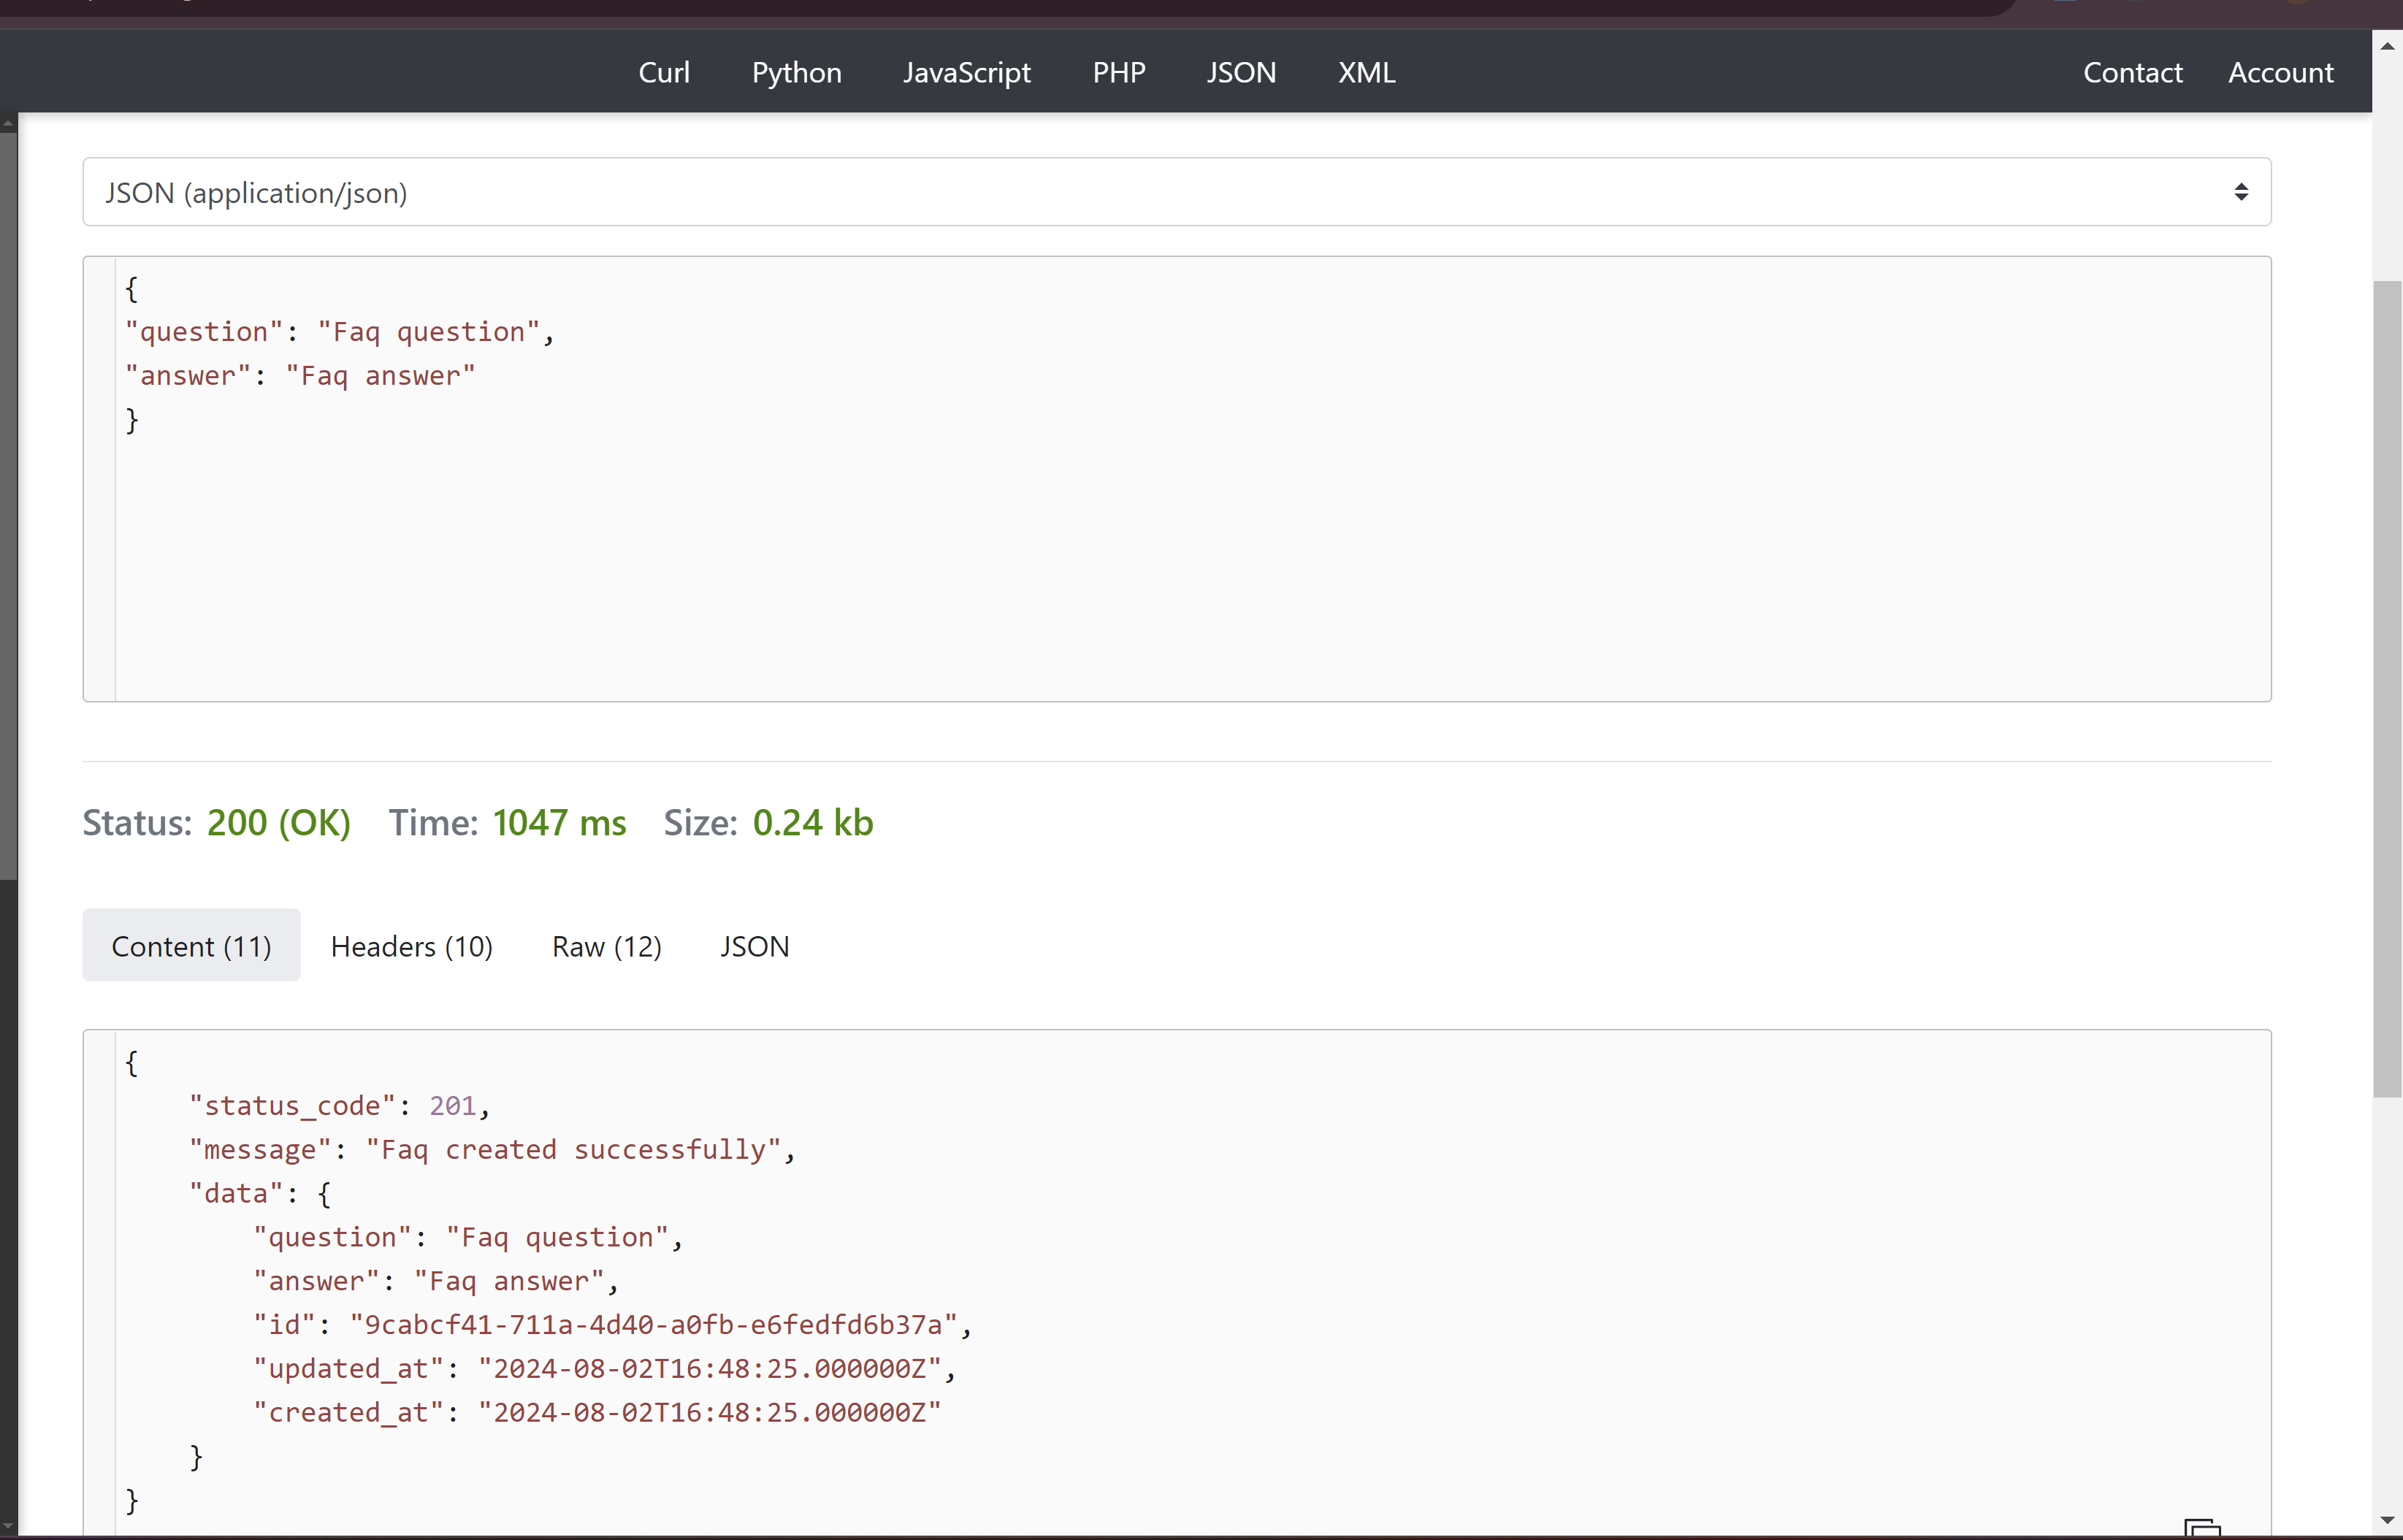 Curl Python JavaScript PHP JSON XML Contact Account
JSON (application/json)
{
"question": "Faq question",
"answer": "Faq answer"
}
Status: 200 (OK) Time: 1047 ms Size: 0.24 kb
Content (11) Headers (10) Raw (12) JSON
{
    "status_code": 201,
    "message": "Faq created successfully",
    "data": {
        "question": "Faq question",
        "answer": "Faq answer",
        "id": "9cabcf41-711a-4d40-a0fb-e6fedfd6b37a",
        "updated_at": "2024-08-02T16:48:25.000000Z",
        "created_at": "2024-08-02T16:48:25.000000Z"
    }
}